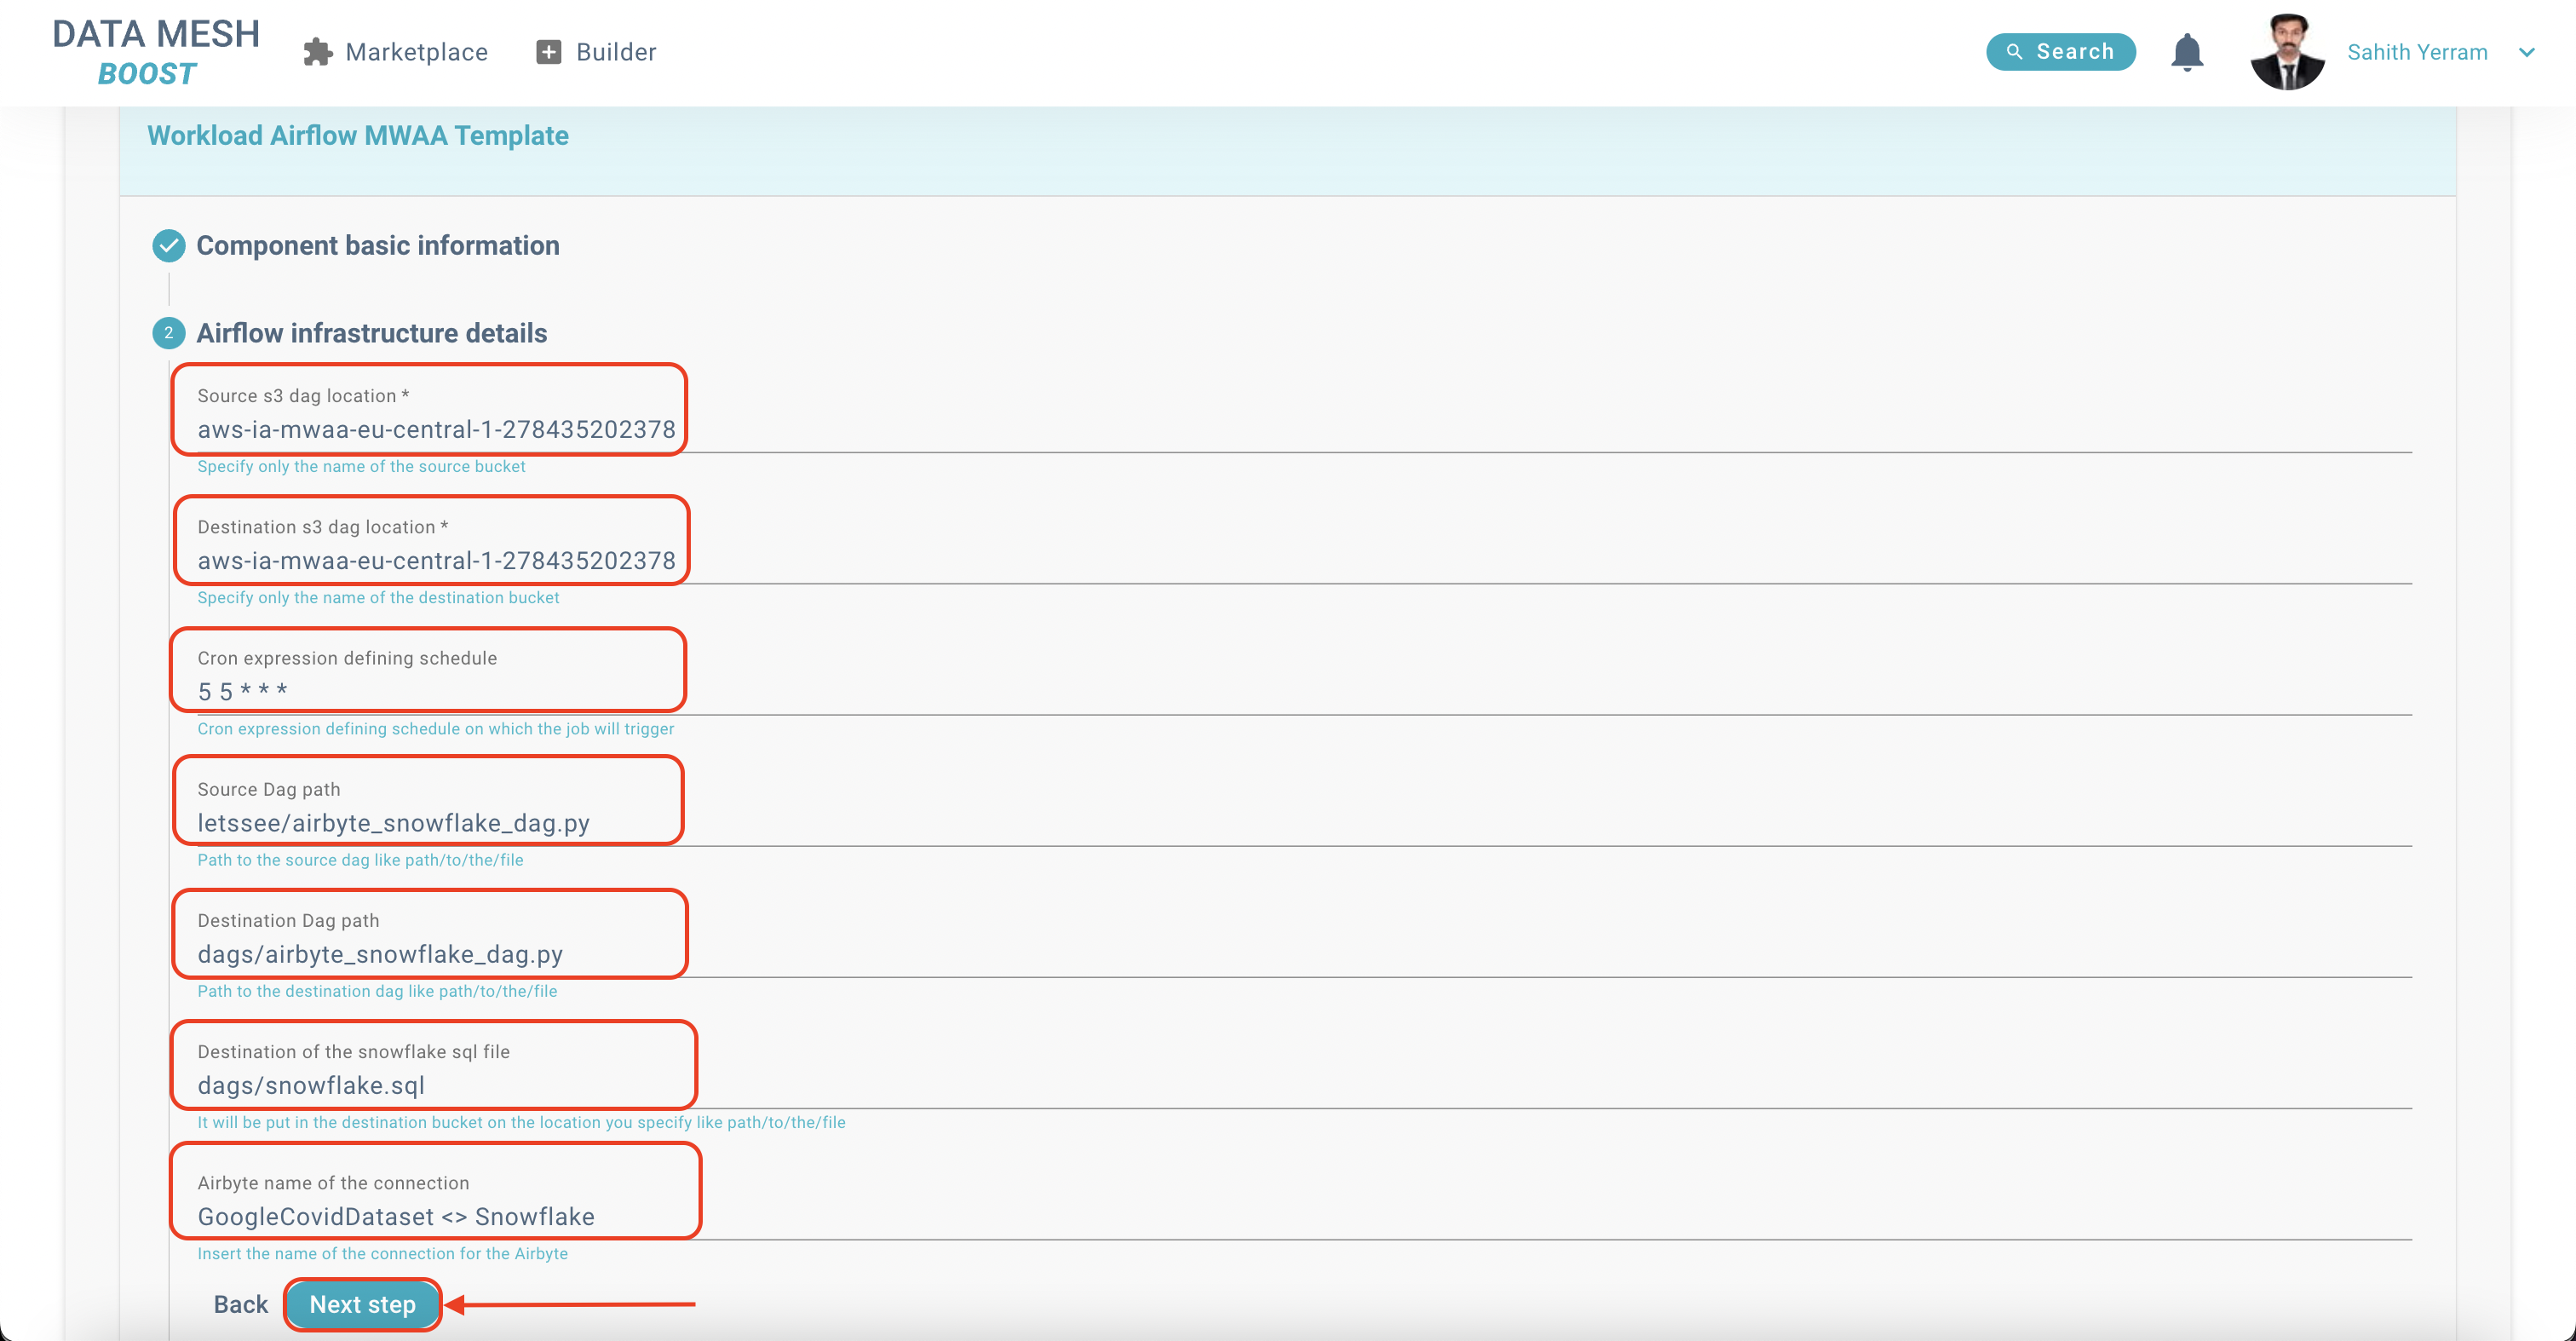 DATA MESH
BOOST
Marketplace
Builder
Search
Sahith Yerram
Workload Airflow MWAA Template
Component basic information
2
Airflow infrastructure details
Source s3 dag location *
aws-ia-mwaa-eu-central-1-278435202378
Specify only the name of the source bucket
Destination s3 dag location *
aws-ia-mwaa-eu-central-1-278435202378
Specify only the name of the destination bucket
Cron expression defining schedule
5 5 * * *
Cron expression defining schedule on which the job will trigger
Source Dag path
letssee/airbyte_snowflake_dag.py
Path to the source dag like path/to/the/file
Destination Dag path
dags/airbyte_snowflake_dag.py
Path to the destination dag like path/to/the/file
Destination of the snowflake sql file
dags/snowflake.sql
It will be put in the destination bucket on the location you specify like path/to/the/file
Airbyte name of the connection
GoogleCovidDataset <> Snowflake
Insert the name of the connection for the Airbyte
Back
Next step